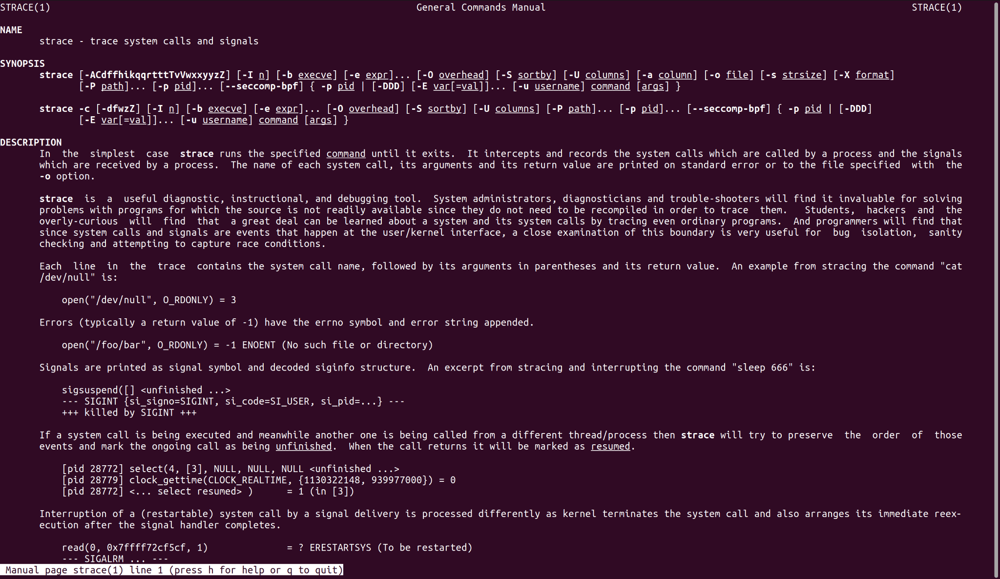 STRACE(1) General Commands Manual STRACE(1)
NAME
strace - trace system calls and signals
SYNOPSIS
strace [-ACdffhikqqrtttTvVwxxyyzZ] [-I n] [-b execve] [-e expr]... [-O overhead] [-S sortby] [-U columns] [-a column] [-o file] [-s strsize] [-X format]
[-P path]... [-p pid]... [--seccomp-bpf] { -p pid | [-DDD] [-E var[=val]]... [-u username] command [args] }
strace -c [-dfwzZ] [-I n] [-b execve] [-e expr]... [-O overhead] [-S sortby] [-U columns] [-P path]... [-p pid]... [--seccomp-bpf] { -p pid | [-DDD]
[-E var[=val]]... [-u username] command [args] }
DESCRIPTION
In the simplest case strace runs the specified command until it exits. It intercepts and records the system calls which are called by a process and the signals
which are received by a process. The name of each system call, its arguments and its return value are printed on standard error or to the file specified with the
-o option.
strace is a useful diagnostic, instructional, and debugging tool. System administrators, diagnosticians and trouble-shooters will find it invaluable for solving
problems with programs for which the source is not readily available since they do not need to be recompiled in order to trace them. Students, hackers and the
overly-curious will find that a great deal can be learned about a system and its system calls by tracing even ordinary programs. And programmers will find that
since system calls and signals are events that happen at the user/kernel interface, a close examination of this boundary is very useful for bug isolation, sanity
checking and attempting to capture race conditions.
Each line in the trace contains the system call name, followed by its arguments in parentheses and its return value. An example from stracing the command "cat
/dev/null" is:
open("/dev/null", O_RDONLY) = 3
Errors (typically a return value of -1) have the errno symbol and error string appended.
open("/foo/bar", O_RDONLY) = -1 ENOENT (No such file or directory)
Signals are printed as signal symbol and decoded siginfo structure. An excerpt from stracing and interrupting the command "sleep 666" is:
sigsuspend([] <unfinished ...>
--- SIGINT {si_signo=SIGINT, si_code=SI_USER, si_pid=...} ---
+++ killed by SIGINT +++
If a system call is being executed and meanwhile another one is being called from a different thread/process then strace will try to preserve the order of those
events and mark the ongoing call as being unfinished. When the call returns it will be marked as resumed.
[pid 28772] select(4, [3], NULL, NULL, NULL <unfinished ...>
[pid 28779] clock_gettime(CLOCK_REALTIME, {1130322148, 939977000}) = 0
[pid 28772] <... select resumed> ) = 1 (in [3])
Interruption of a (restartable) system call by a signal delivery is processed differently as kernel terminates the system call and also arranges its immediate reex-
ecution after the signal handler completes.
read(0, 0x7ffff72cf5cf, 1) = ? ERESTARTSYS (To be restarted)
--- SIGALRM ... ---
Manual page strace(1) line 1 (press h for help or q to quit)